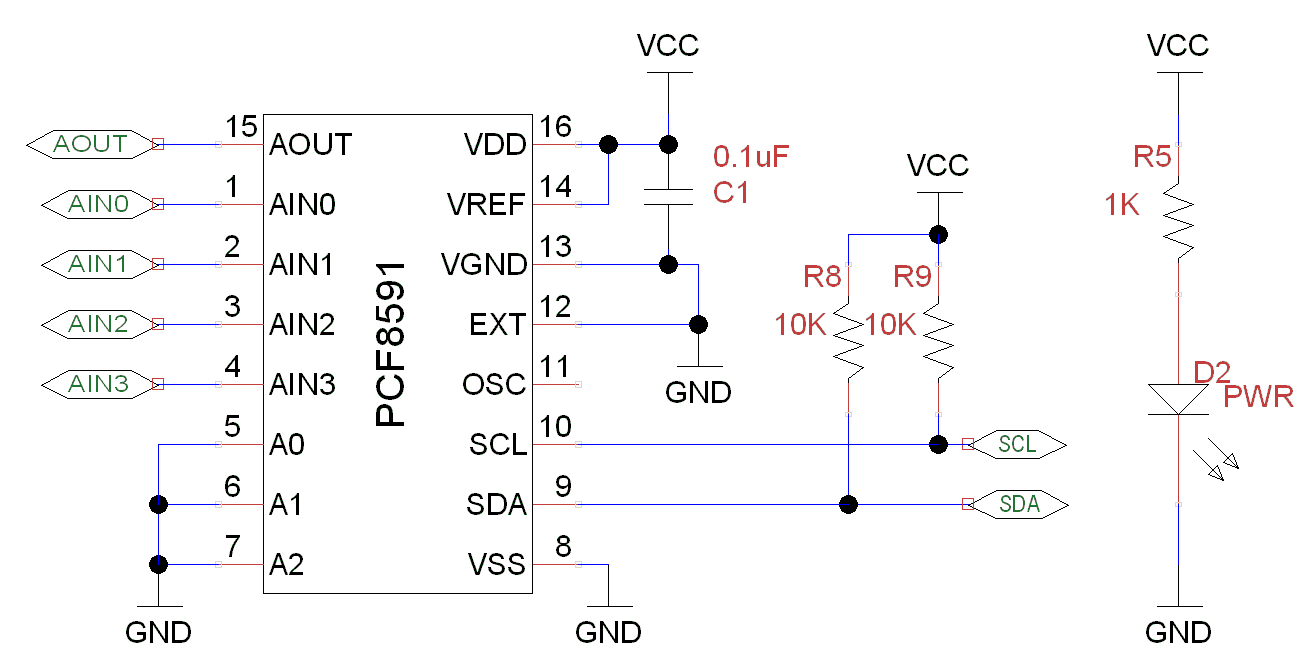 VCC
VCC
15
AOUT
AOUT
VDD
16
0.1uF
C1
R5
1K
1
AIN0
AIN0
VREF
14
VCC
2
AIN1
AIN1
VGND
13
R8
10K
R9
10K
3
AIN2
AIN2
EXT
12
4
AIN3
AIN3
OSC
11
GND
D2
PWR
PCF8591
5
A0
SCL
10
SCL
6
A1
SDA
9
SDA
7
A2
VSS
8
GND
GND
GND